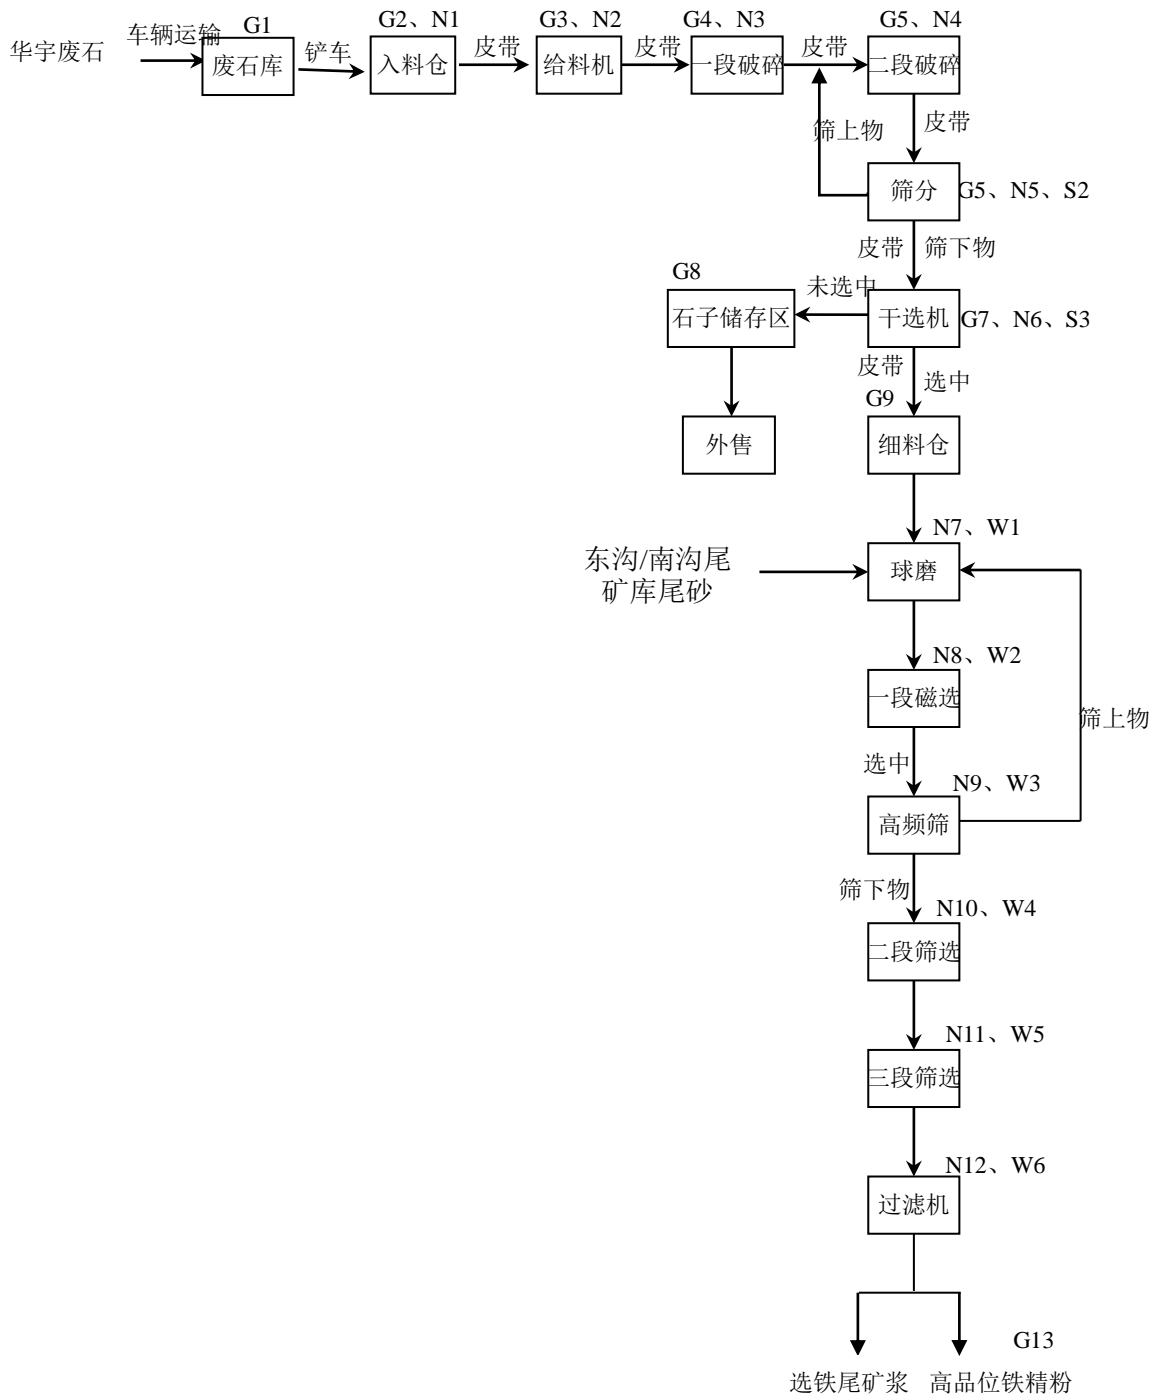 G1
G2、N1
G3、N2
G4、N3
G5、N4
华宇废石
车辆运输
废石库
铲车
入料仓
皮带
给料机
皮带
一段破碎
皮带
二段破碎
筛上物
皮带
筛分
G5、N5、S2
皮带
筛下物
G8
未选中
石子储存区
干选机
G7、N6、S3
皮带
选中
G9
外售
细料仓
N7、W1
东沟/南沟尾
矿库尾砂
球磨
N8、W2
一段磁选
筛上物
选中
N9、W3
高频筛
筛下物
N10、W4
二段筛选
N11、W5
三段筛选
N12、W6
过滤机
G13
选铁尾矿浆
高品位铁精粉